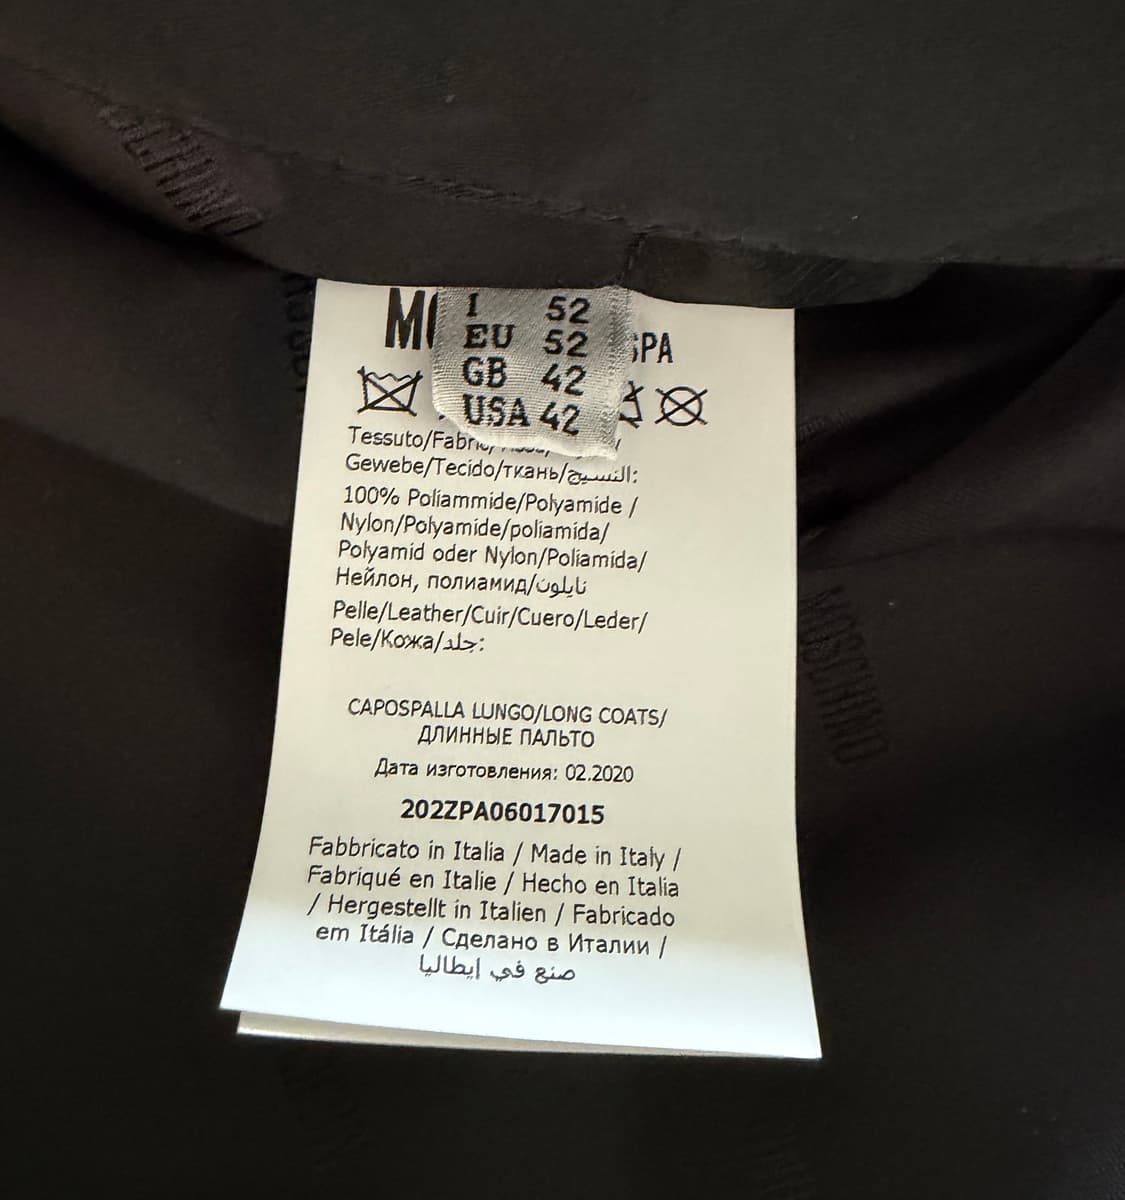 MOSCHINO
I 52
EU 52
GB 42
USA 42
SPA
Tessuto/Fabric/
Gewebe/Tecido/ткань/النسيج:
100% Poliammide/Polyamide /
Nylon/Polyamide/poliamida/
Polyamid oder Nylon/Poliamida/
Нейлон, полиамид/نايلون
Pelle/Leather/Cuir/Cuero/Leder/
Pele/Кожа/جلد:
CAPOSPALLA LUNGO/LONG COATS/
ДЛИННЫЕ ПАЛЬТО
Дата изготовления: 02.2020
202ZPA06017015
Fabbricato in Italia / Made in Italy /
Fabriqué en Italie / Hecho en Italia
/ Hergestellt in Italien / Fabricado
em Itália / Сделано в Италии /
صنع في إيطاليا
MOSCHINO